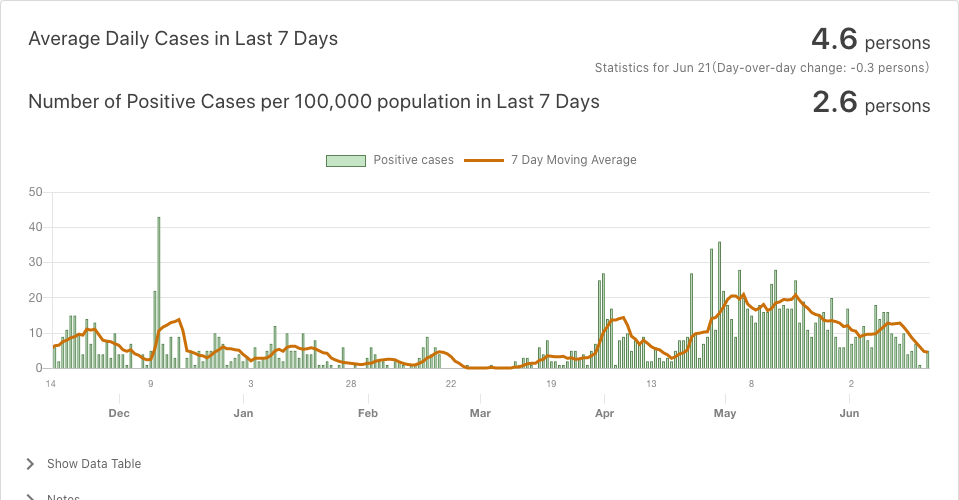 Average Daily Cases in Last 7 Days
4.6 persons
Statistics for Jun 21(Day-over-day change: -0.3 persons)
Number of Positive Cases per 100,000 population in Last 7 Days
2.6 persons
Positive cases
7 Day Moving Average
50
40
30
20
10
0
14 9 3 28 22 19 13 8 2
Dec Jan Feb Mar Apr May Jun
Show Data Table
Notes